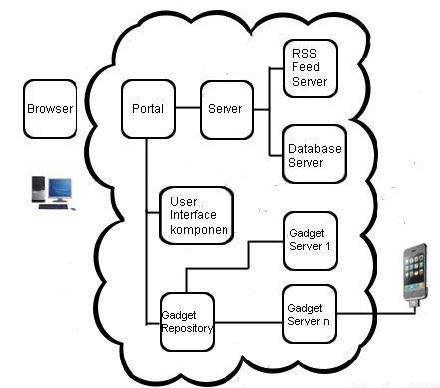 RSS
Feed
Server
Browser
Portal
Server
Database
Server
User
Interface
komponen
Gadget
Server 1
Gadget
Repository
Gadget
Server n